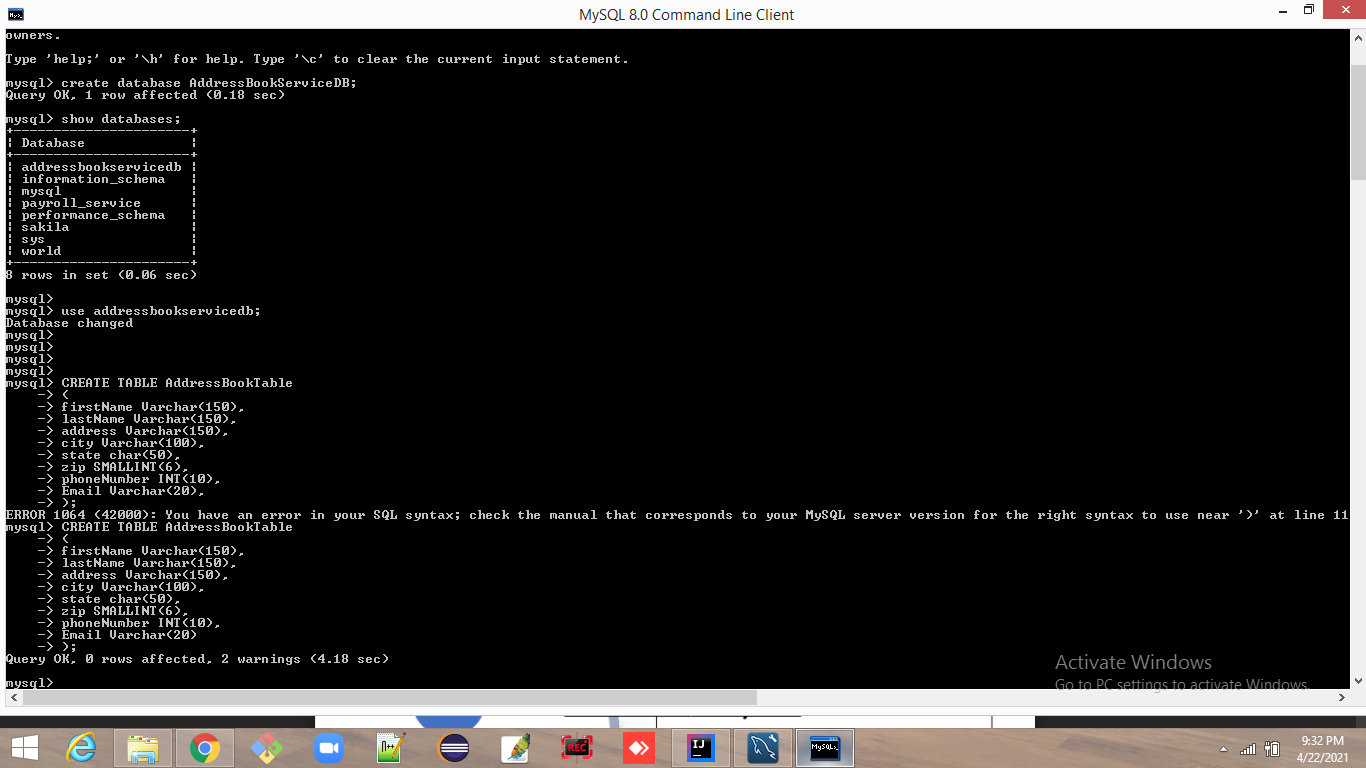 MySQL 8.0 Command Line Client
owners.
Type 'help;' or '\h' for help. Type '\c' to clear the current input statement.
mysql> create database AddressBookServiceDB;
Query OK, 1 row affected (0.18 sec)
mysql> show databases;
+----------------------+
| Database             |
+----------------------+
| addressbookservicedb |
| information_schema   |
| mysql                |
| payroll_service      |
| performance_schema   |
| sakila               |
| sys                  |
| world                |
+----------------------+
8 rows in set (0.06 sec)
mysql>
mysql> use addressbookservicedb;
Database changed
mysql>
mysql>
mysql>
mysql>
mysql> CREATE TABLE AddressBookTable
    -> (
    -> firstName Varchar(150),
    -> lastName Varchar(150),
    -> address Varchar(150),
    -> city Varchar(100),
    -> state char(50),
    -> zip SMALLINT(6),
    -> phoneNumber INT(10),
    -> Email Varchar(20),
    -> );
ERROR 1064 (42000): You have an error in your SQL syntax; check the manual that corresponds to your MySQL server version for the right syntax to use near ')' at line 11
mysql> CREATE TABLE AddressBookTable
    -> (
    -> firstName Varchar(150),
    -> lastName Varchar(150),
    -> address Varchar(150),
    -> city Varchar(100),
    -> state char(50),
    -> zip SMALLINT(6),
    -> phoneNumber INT(10),
    -> Email Varchar(20)
    -> );
Query OK, 0 rows affected, 2 warnings (4.18 sec)
mysql>
Activate Windows
Go to PC settings to activate Windows.
REC
IJ
MySQL>
9:32 PM
4/22/2021